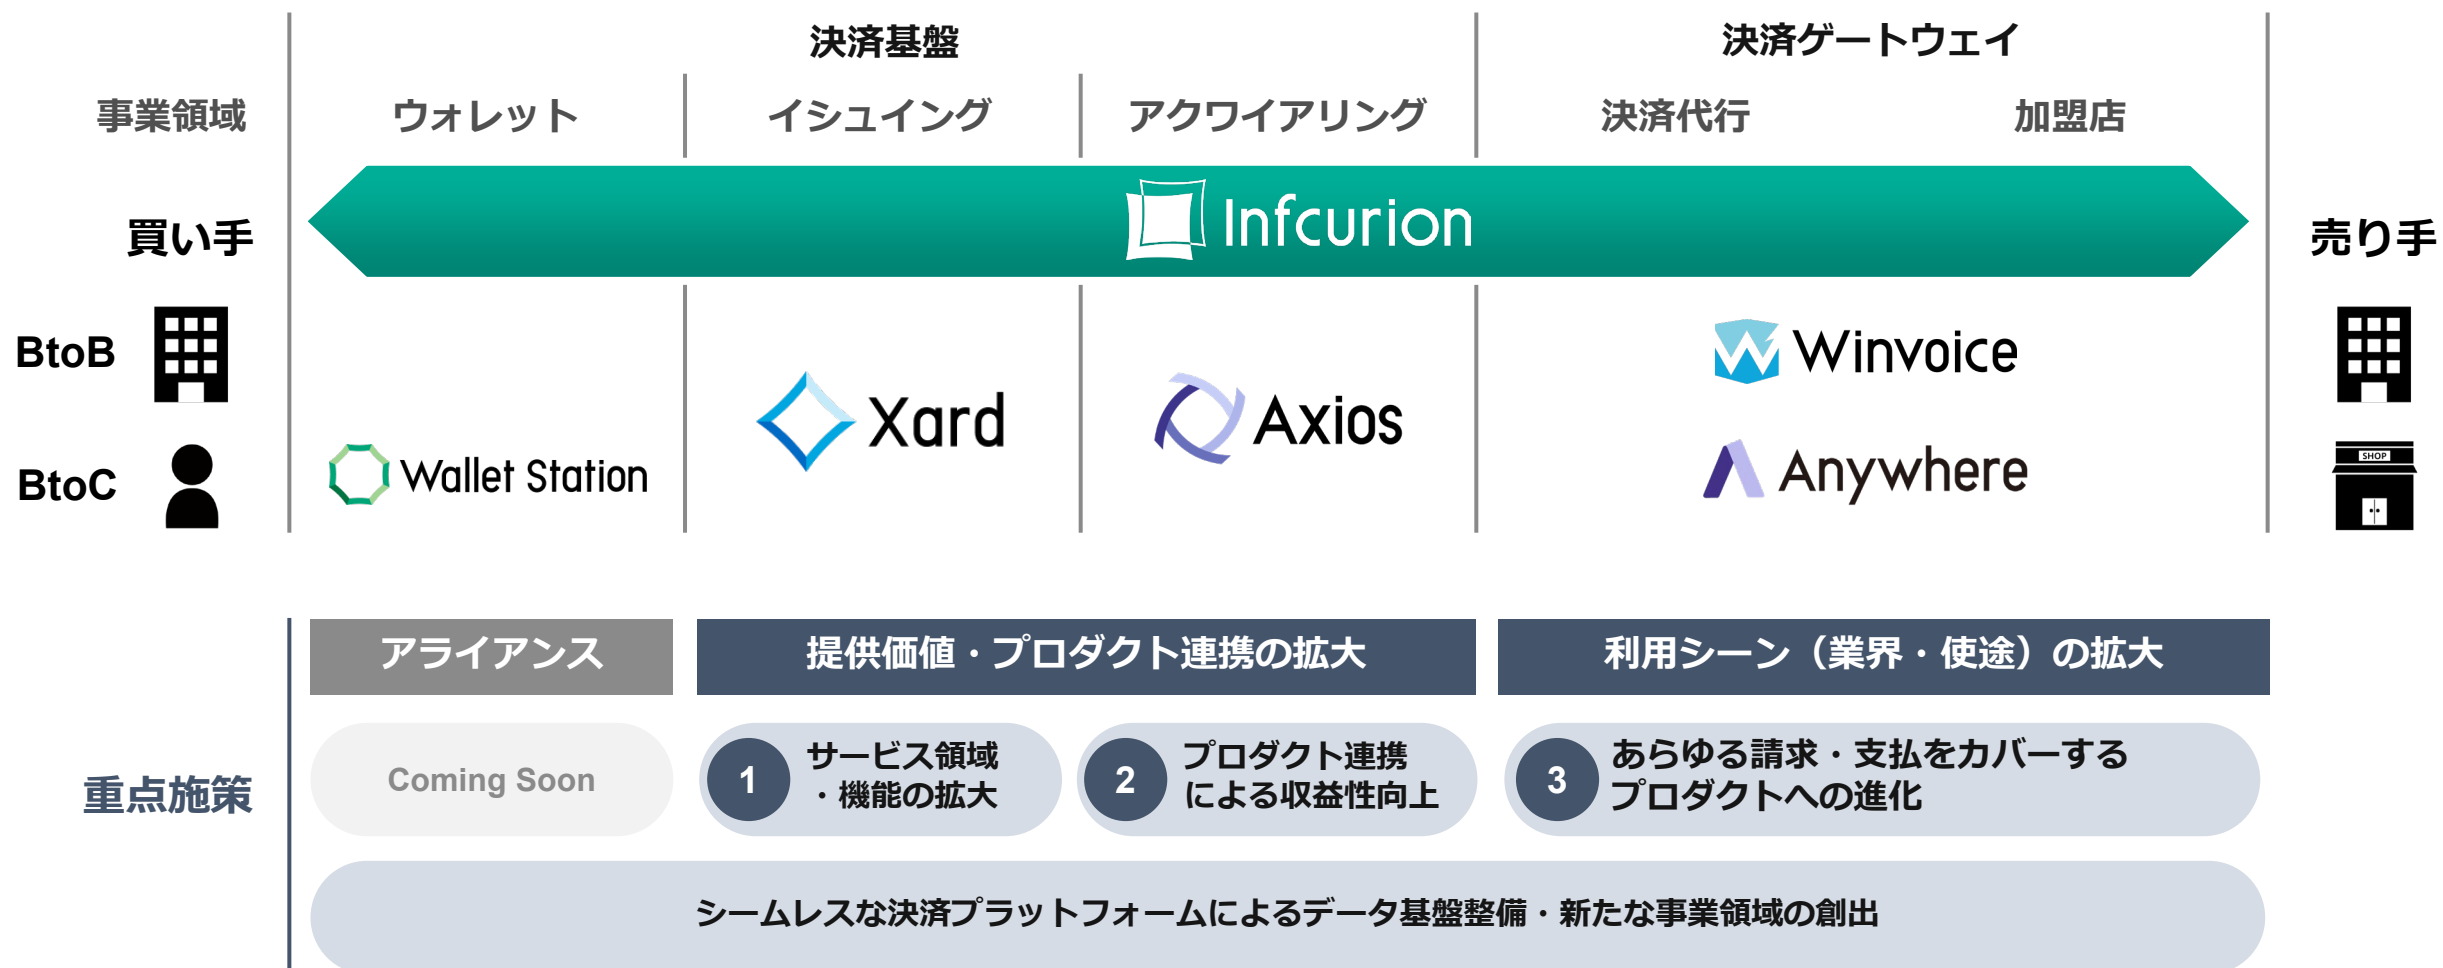 決済基盤
決済ゲートウェイ
事業領域
ウォレット
イシュイング
アクワイアリング
決済代行
加盟店
買い手
Infcurion
売り手
BtoB
Winvoice
Xard
Axios
BtoC
Wallet Station
Anywhere
SHOP
アライアンス
提供価値・プロダクト連携の拡大
利用シーン（業界・使途）の拡大
重点施策
Coming Soon
1
サービス領域
・機能の拡大
2
プロダクト連携
による収益性向上
3
あらゆる請求・支払をカバーする
プロダクトへの進化
シームレスな決済プラットフォームによるデータ基盤整備・新たな事業領域の創出